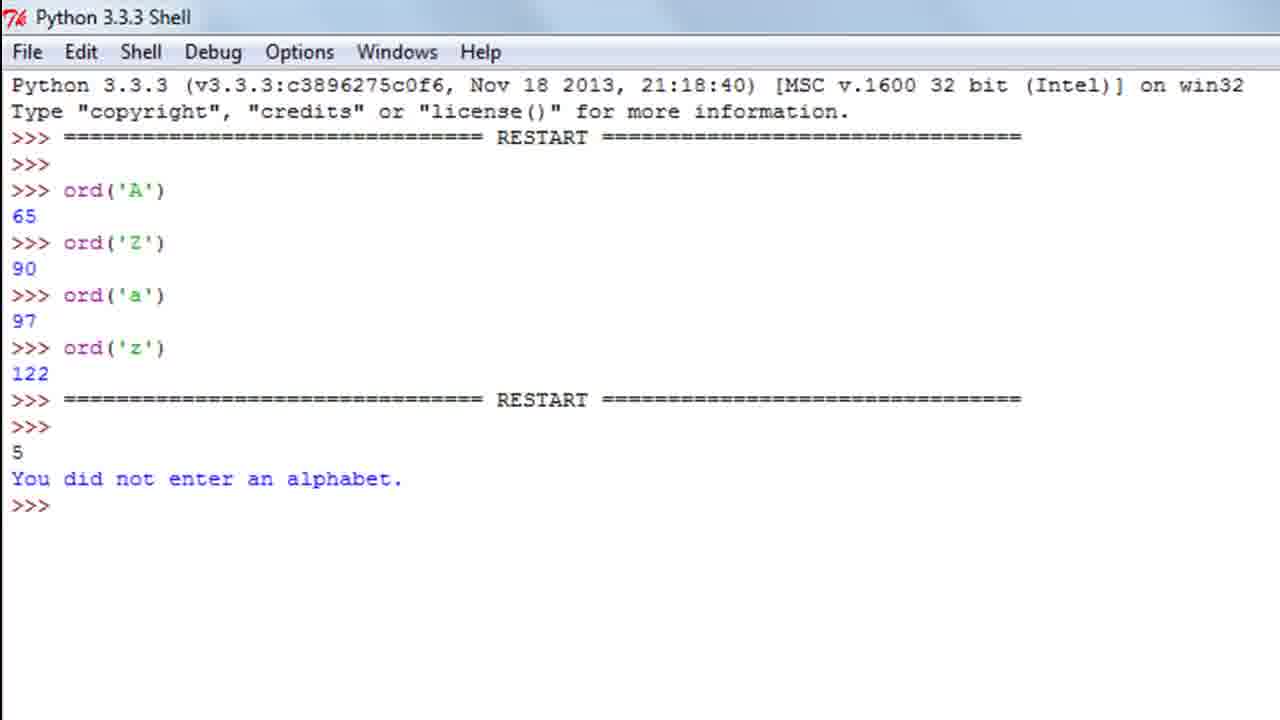 Python 3.3.3 Shell
File Edit Shell Debug Options Windows Help
Python 3.3.3 (v3.3.3:c3896275c0f6, Nov 18 2013, 21:18:40) [MSC v.1600 32 bit (Intel)] on win32
Type "copyright", "credits" or "license()" for more information.
>>> ================================ RESTART ================================
>>>
>>> ord('A')
65
>>> ord('Z')
90
>>> ord('a')
97
>>> ord('z')
122
>>> ================================ RESTART ================================
>>>
5
You did not enter an alphabet.
>>>